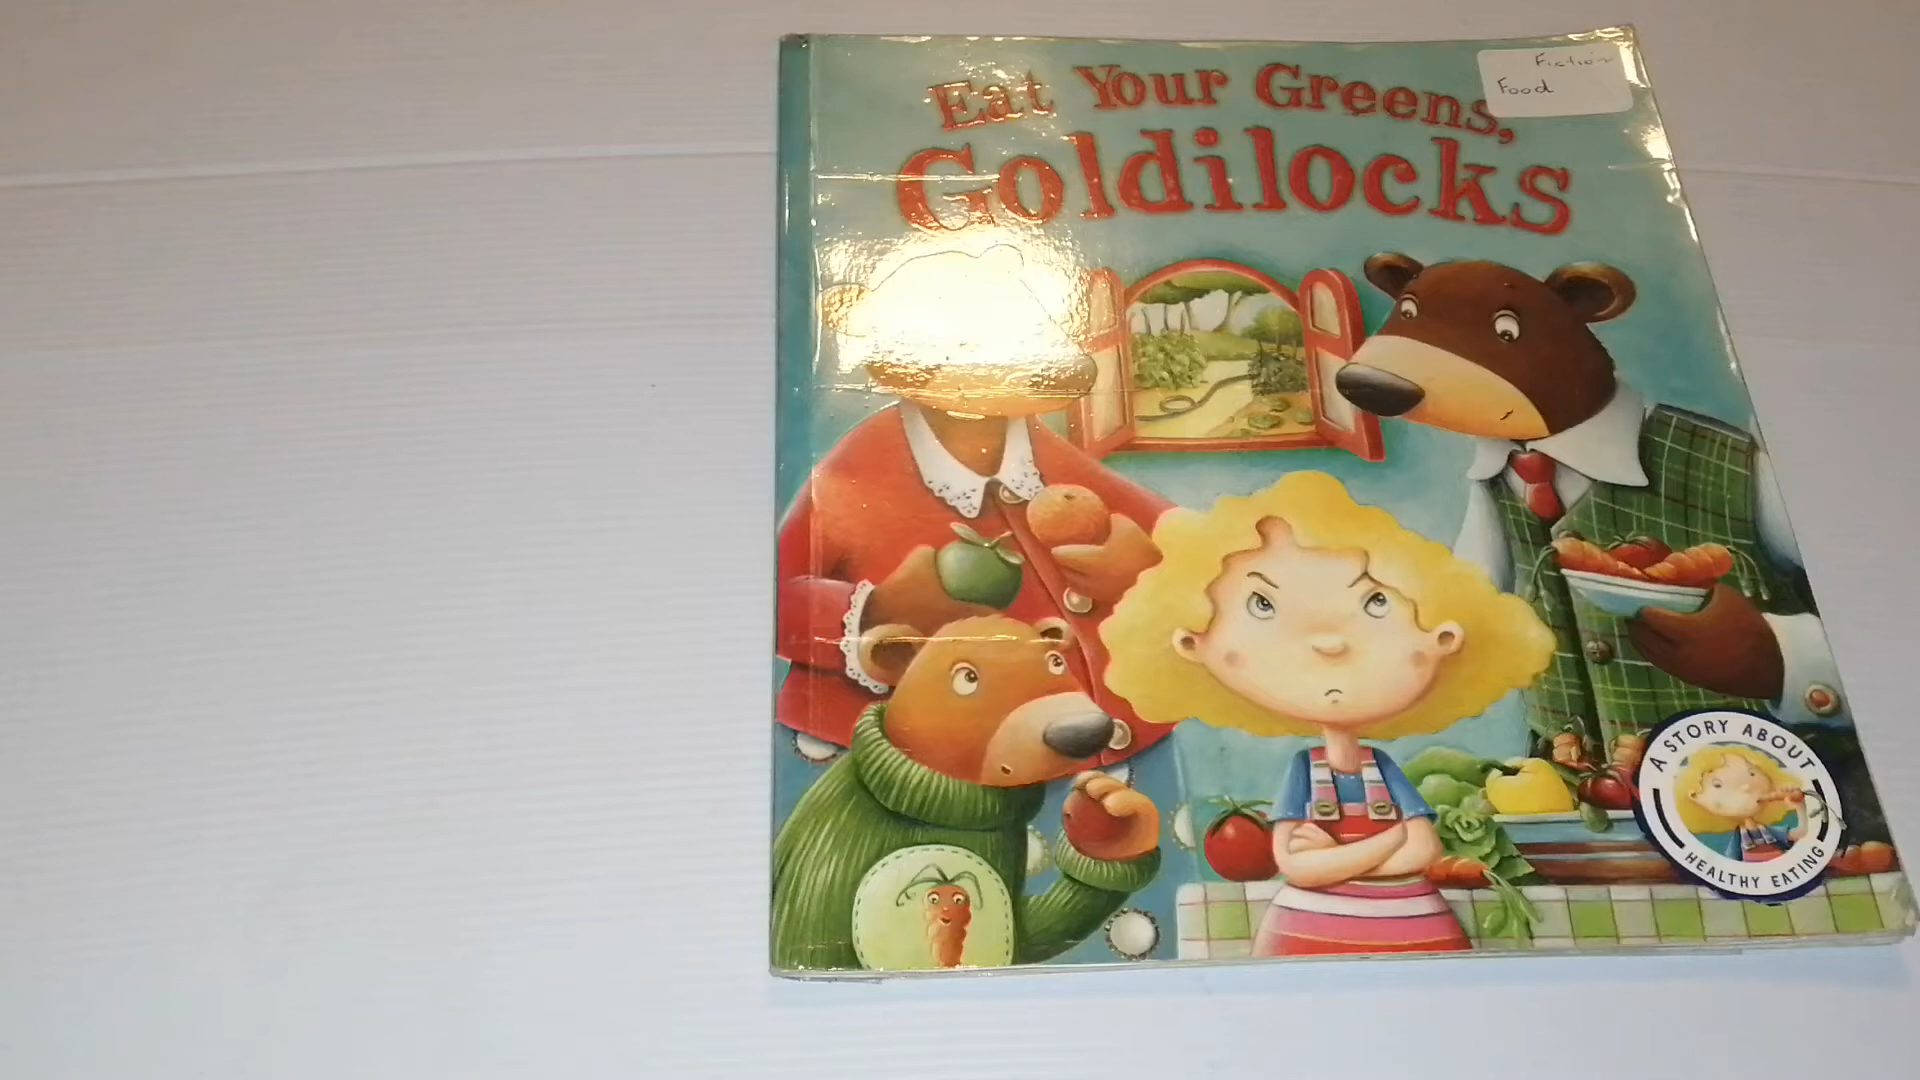 Eat Your Greens,
Goldilocks
Fiction
Food
A STORY ABOUT
HEALTHY EATING